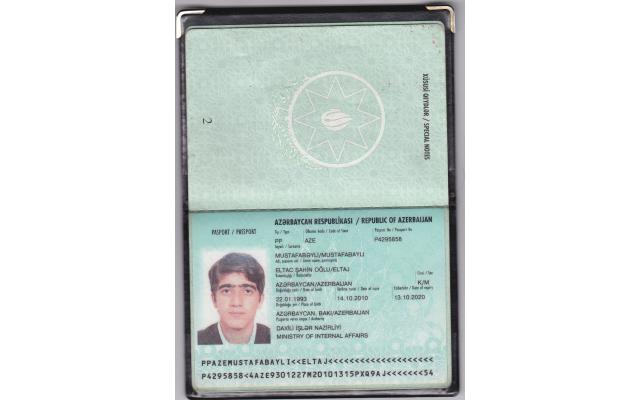 XÜSUSİ QEYDLƏR / SPECIAL NOTES
2
AZƏRBAYCAN RESPUBLİKASI / REPUBLIC OF AZERBAIJAN
PASPORT / PASSPORT
Tip / Type
Ölkənin kodu / Code of State
Pasport No / Passport No
PP
AZE
P4295858
Soyadı / Surname
MUSTAFABƏYLİ/MUSTAFABAYLI
Adı, atasının adı / Given name, patronymic
ELTAC ŞAHİN OĞLU/ELTAJ
Vətəndaşlığı / Nationality
Cinsi / Sex
AZƏRBAYCAN/AZERBAIJAN
K/M
Doğulduğu tarix / Date of Birth
Verilmə tarixi / Date of issue
Etibarlıdır / Date of expiry
22.01.1993
14.10.2010
13.10.2020
Doğulduğu yer / Place of Birth
AZƏRBAYCAN, BAKI/AZERBAIJAN
Pasportu verən orqan / Authority
DAXİLİ İŞLƏR NAZİRLİYİ
MINISTRY OF INTERNAL AFFAIRS
PPAZEMUSTAFABAYLI<<ELTAJ<<<<<<<<<<<<<<<<<<<<
P4295858<4AZE9301227M20101315PXQ9AJ<<<<<<<54